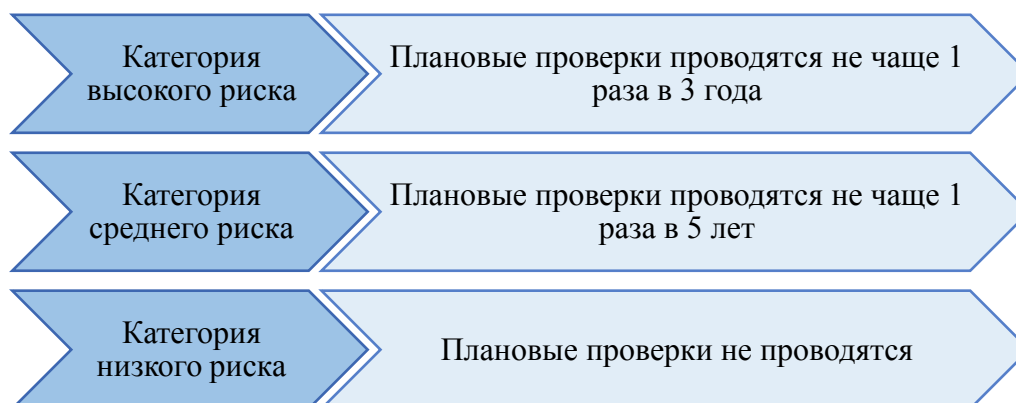 Категория
высокого риска
Плановые проверки проводятся не чаще 1
раза в 3 года
Категория
среднего риска
Плановые проверки проводятся не чаще 1
раза в 5 лет
Категория
низкого риска
Плановые проверки не проводятся